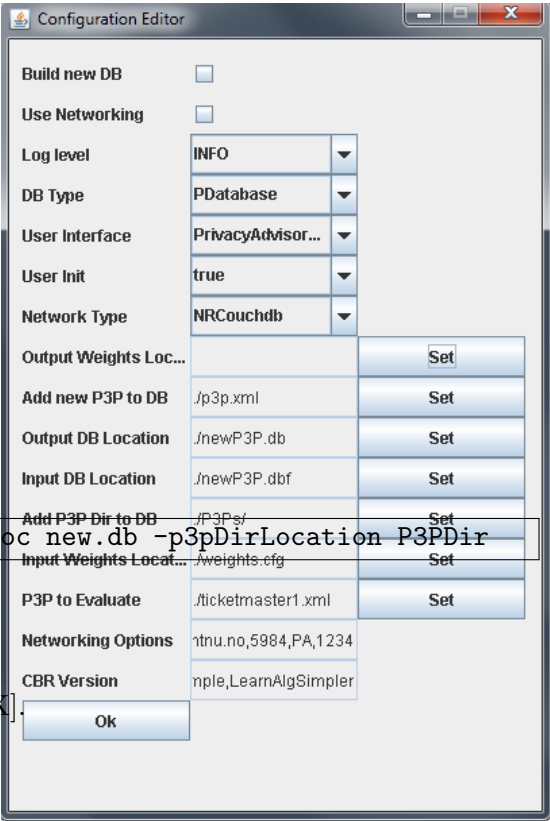 Configuration Editor
Build new DB
Use Networking
Log level INFO
DB Type PDatabase
User Interface PrivacyAdvisor...
User Init true
Network Type NRCouchdb
Output Weights Loc... Set
Add new P3P to DB ./p3p.xml Set
Output DB Location ./newP3P.db Set
Input DB Location ./newP3P.dbf Set
Add P3P Dir to DB ./P3Ps/ Set
oc new.db -p3pDirLocation P3PDir
Input Weights Locat... ./weights.cfg Set
P3P to Evaluate ./ticketmaster1.xml Set
Networking Options ntnu.no,5984,PA,1234
CBR Version mple,LearnAlgSimpler
K].
Ok